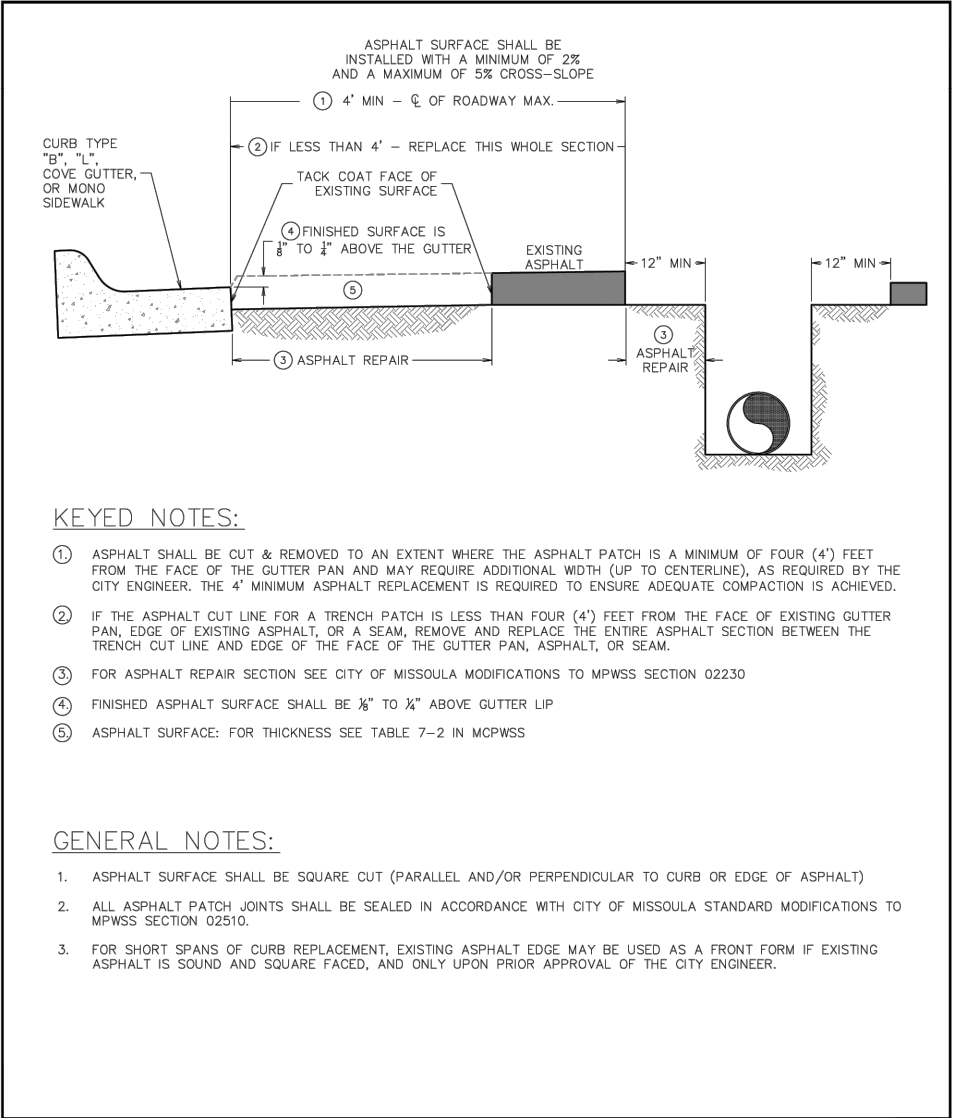 ASPHALT SURFACE SHALL BE
INSTALLED WITH A MINIMUM OF 2%
AND A MAXIMUM OF 5% CROSS-SLOPE
1 4' MIN - ℄ OF ROADWAY MAX.
2 IF LESS THAN 4' - REPLACE THIS WHOLE SECTION
CURB TYPE
"B", "L",
COVE GUTTER,
OR MONO
SIDEWALK
TACK COAT FACE OF
EXISTING SURFACE
4 FINISHED SURFACE IS
1/8" TO 1/4" ABOVE THE GUTTER
EXISTING
ASPHALT
12" MIN
12" MIN
5
3 ASPHALT REPAIR
3
ASPHALT
REPAIR
KEYED NOTES:
1. ASPHALT SHALL BE CUT & REMOVED TO AN EXTENT WHERE THE ASPHALT PATCH IS A MINIMUM OF FOUR (4') FEET
FROM THE FACE OF THE GUTTER PAN AND MAY REQUIRE ADDITIONAL WIDTH (UP TO CENTERLINE), AS REQUIRED BY THE
CITY ENGINEER. THE 4' MINIMUM ASPHALT REPLACEMENT IS REQUIRED TO ENSURE ADEQUATE COMPACTION IS ACHIEVED.
2. IF THE ASPHALT CUT LINE FOR A TRENCH PATCH IS LESS THAN FOUR (4') FEET FROM THE FACE OF EXISTING GUTTER
PAN, EDGE OF EXISTING ASPHALT, OR A SEAM, REMOVE AND REPLACE THE ENTIRE ASPHALT SECTION BETWEEN THE
TRENCH CUT LINE AND EDGE OF THE FACE OF THE GUTTER PAN, ASPHALT, OR SEAM.
3. FOR ASPHALT REPAIR SECTION SEE CITY OF MISSOULA MODIFICATIONS TO MPWSS SECTION 02230
4. FINISHED ASPHALT SURFACE SHALL BE 1/8" TO 1/4" ABOVE GUTTER LIP
5. ASPHALT SURFACE: FOR THICKNESS SEE TABLE 7-2 IN MCPWSS
GENERAL NOTES:
1. ASPHALT SURFACE SHALL BE SQUARE CUT (PARALLEL AND/OR PERPENDICULAR TO CURB OR EDGE OF ASPHALT)
2. ALL ASPHALT PATCH JOINTS SHALL BE SEALED IN ACCORDANCE WITH CITY OF MISSOULA STANDARD MODIFICATIONS TO
MPWSS SECTION 02510.
3. FOR SHORT SPANS OF CURB REPLACEMENT, EXISTING ASPHALT EDGE MAY BE USED AS A FRONT FORM IF EXISTING
ASPHALT IS SOUND AND SQUARE FACED, AND ONLY UPON PRIOR APPROVAL OF THE CITY ENGINEER.